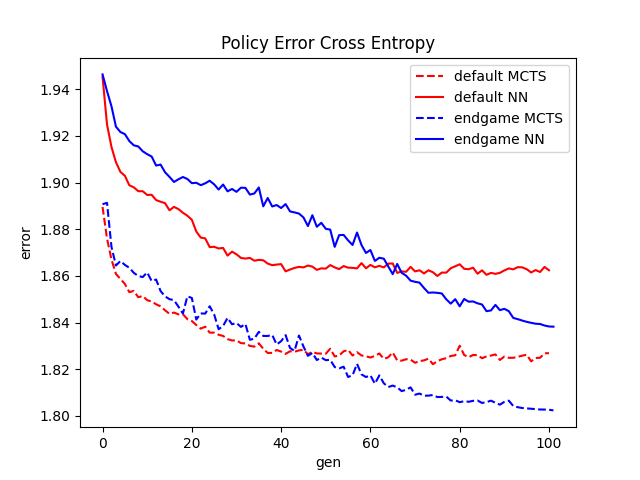 Policy Error Cross Entropy
default MCTS
default NN
endgame MCTS
endgame NN
error
1.94
1.92
1.90
1.88
1.86
1.84
1.82
1.80
0
20
40
60
80
100
gen